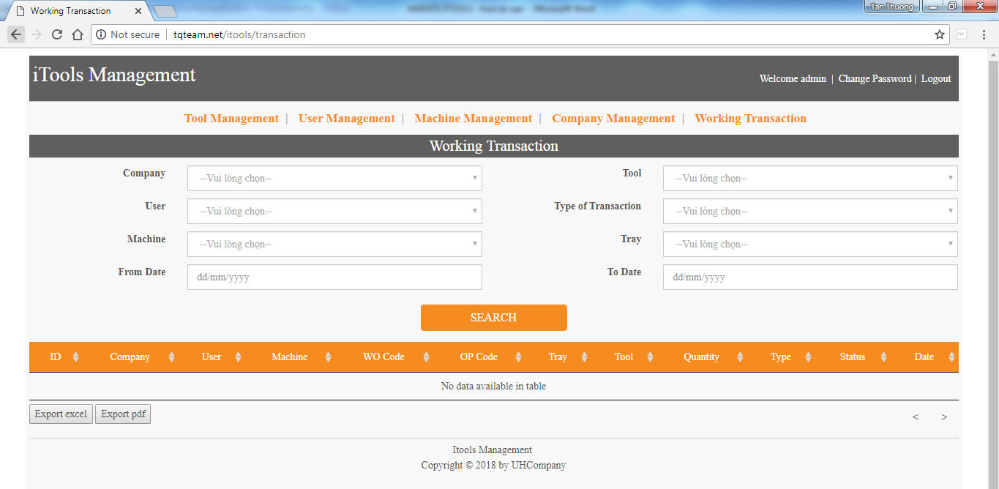 Working Transaction
Tan Thuong
Not secure | tqteam.net/itools/transaction
iTools Management
Welcome admin | Change Password | Logout
Tool Management | User Management | Machine Management | Company Management | Working Transaction
Working Transaction
Company --Vui lòng chọn-- Tool --Vui lòng chọn--
User --Vui lòng chọn-- Type of Transaction --Vui lòng chọn--
Machine --Vui lòng chọn-- Tray --Vui lòng chọn--
From Date dd/mm/yyyy To Date dd/mm/yyyy
SEARCH
ID Company User Machine WO Code OP Code Tray Tool Quantity Type Status Date
No data available in table
Export excel Export pdf < >
Itools Management
Copyright © 2018 by UHCompany